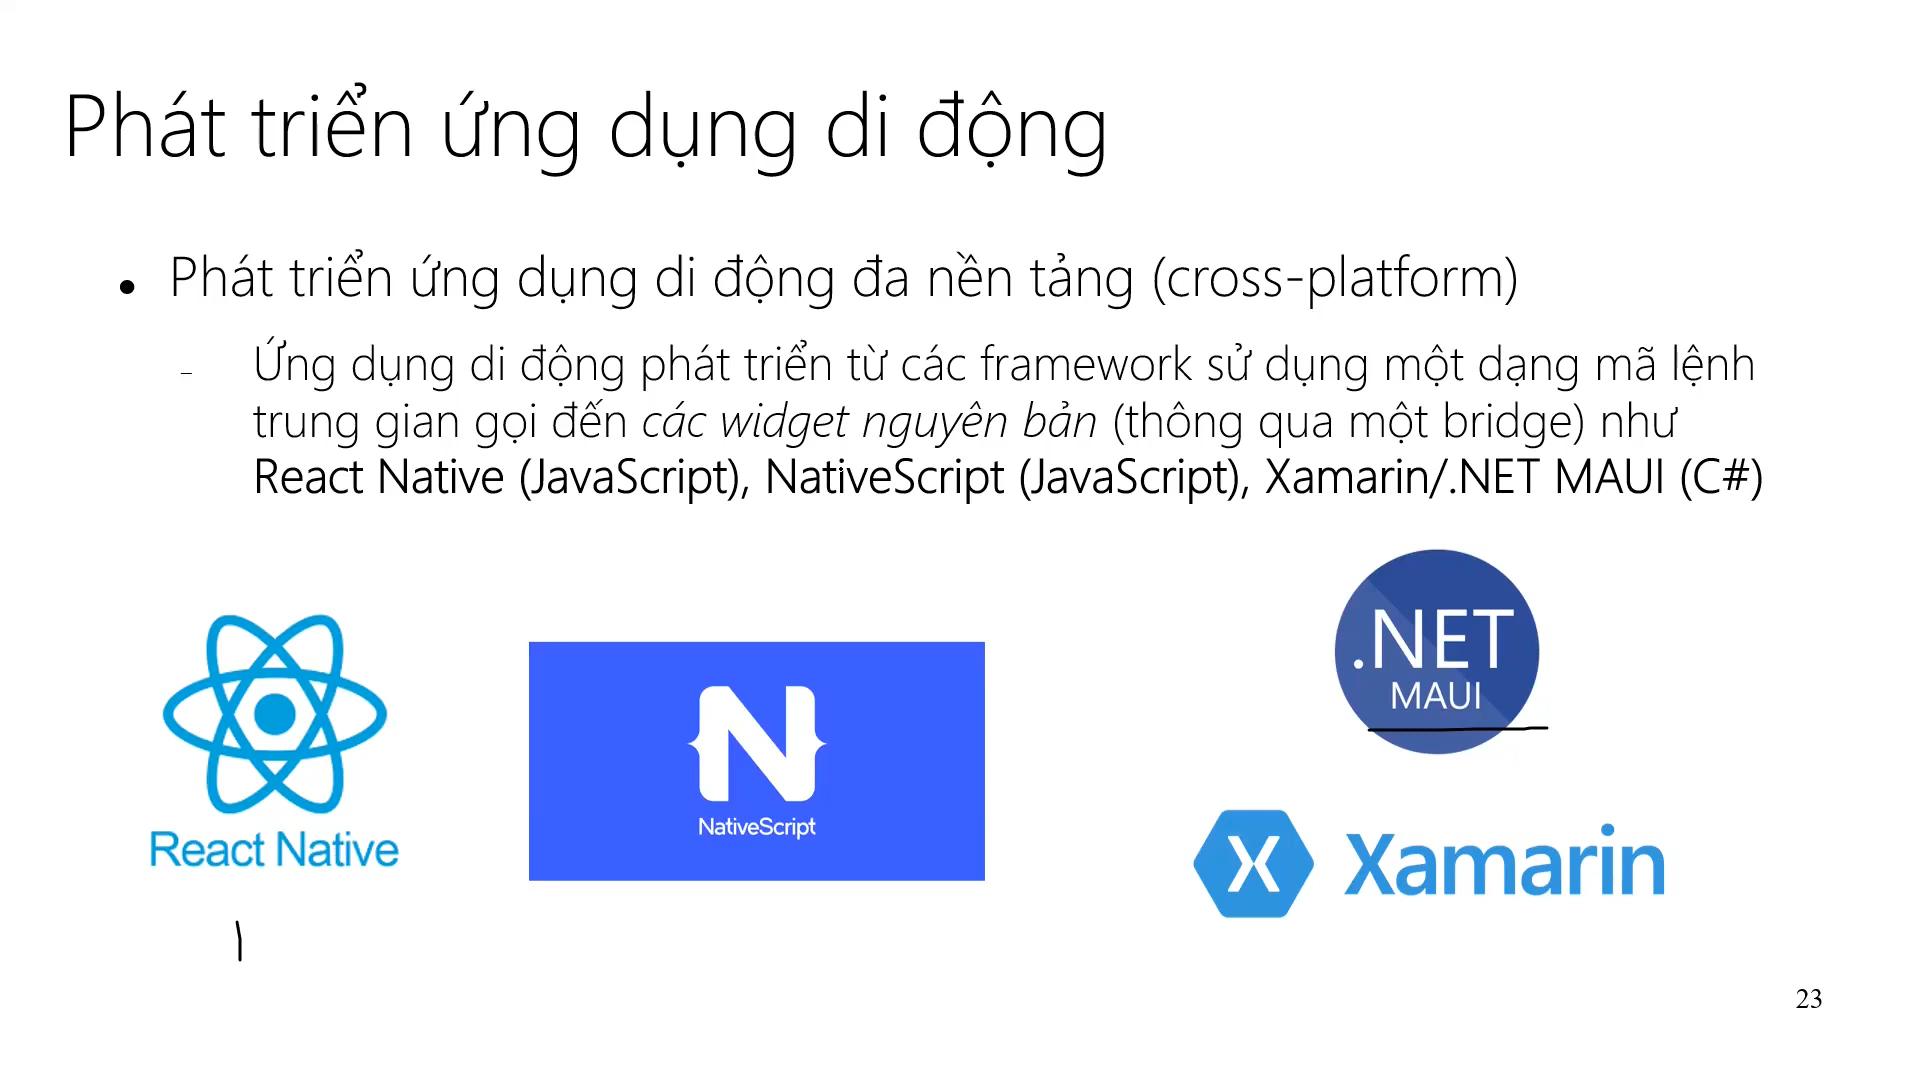 Phát triển ứng dụng di động
Phát triển ứng dụng di động đa nền tảng (cross-platform)
Ứng dụng di động phát triển từ các framework sử dụng một dạng mã lệnh
trung gian gọi đến các widget nguyên bản (thông qua một bridge) như
React Native (JavaScript), NativeScript (JavaScript), Xamarin/.NET MAUI (C#)
.NET
MAUI
React Native
N
NativeScript
X Xamarin
23